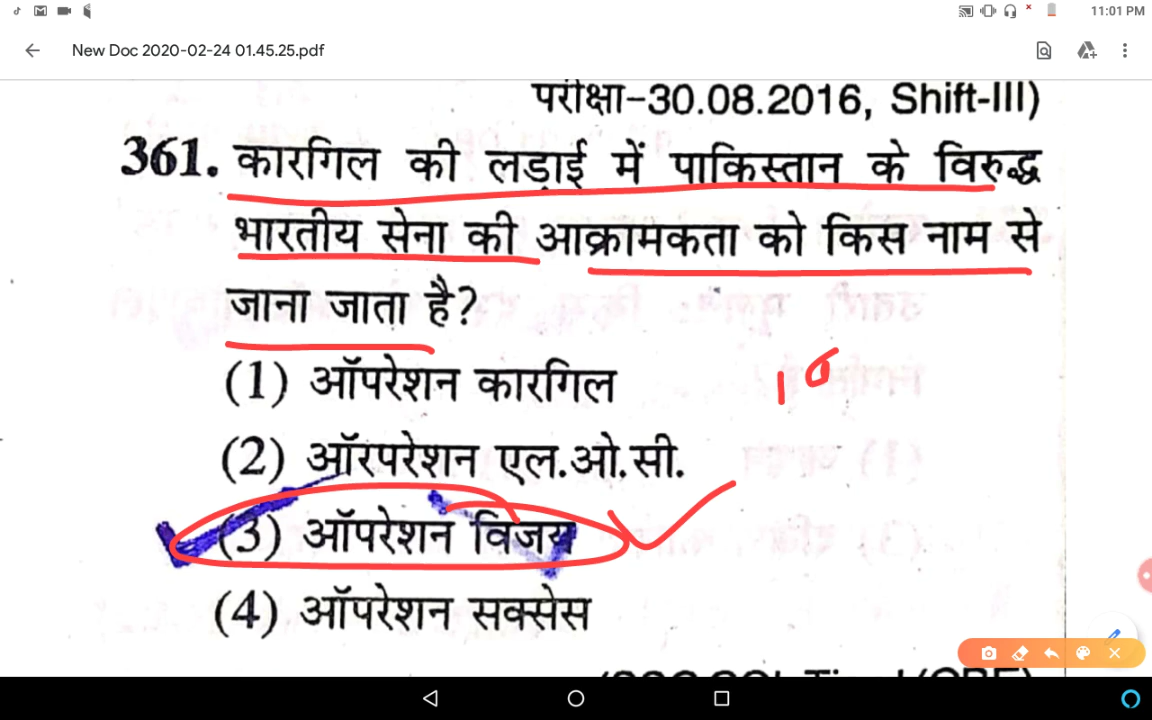 11:01 PM
New Doc 2020-02-24 01.45.25.pdf
परीक्षा-30.08.2016, Shift-III)
361. कारगिल की लड़ाई में पाकिस्तान के विरुद्ध
भारतीय सेना की आक्रामकता को किस नाम से
जाना जाता है?
(1) ऑपरेशन कारगिल
(2) ऑरपरेशन एल.ओ.सी.
(3) ऑपरेशन विजय
(4) ऑपरेशन सक्सेस